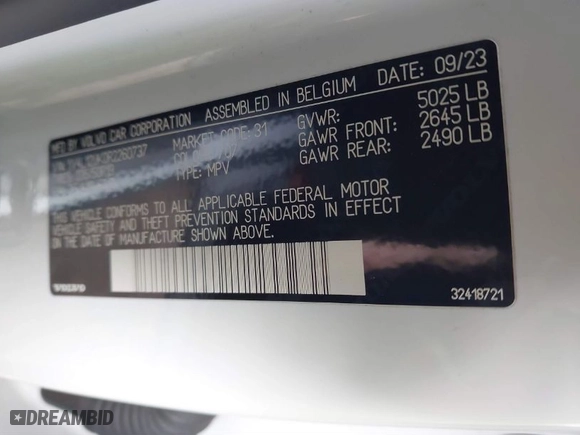 MFD BY VOLVO CAR CORPORATION ASSEMBLED IN BELGIUM DATE: 09/23
MARKET CODE: 31 GVWR: 5025 LB
GAWR FRONT: 2645 LB
TYPE: MPV GAWR REAR: 2490 LB
THIS VEHICLE CONFORMS TO ALL APPLICABLE FEDERAL MOTOR
VEHICLE SAFETY AND THEFT PREVENTION STANDARDS IN EFFECT
ON THE DATE OF MANUFACTURE SHOWN ABOVE.
VOLVO
32418721
DREAMBID